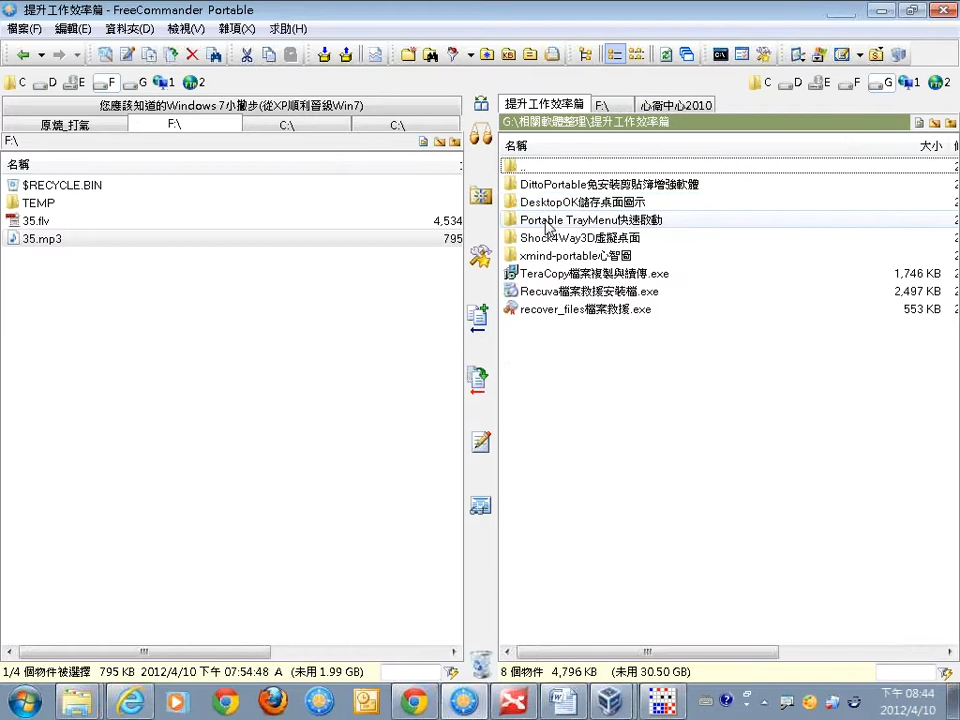 提升工作效率篇 - FreeCommander Portable
檔案(F) 編輯(E) 資料夾(D) 檢視(V) 雜項(X) 求助(H)
C D E F G 1 2
C D E F G 1 2
您應該知道的Windows 7小撇步(從XP順利晉級Win7)
原燒_打氣 F:\ C:\ C:\
F:\
名稱
$RECYCLE.BIN
TEMP
35.flv 4,534
35.mp3 795
提升工作效率篇 F:\ 心衛中心2010
G:\相關軟體整理\提升工作效率篇
名稱 大小
..
DittoPortable免安裝剪貼簿增強軟體
DesktopOK儲存桌面圖示
Portable TrayMenu快速啟動
Shock4Way3D虛擬桌面
xmind-portable心智圖
TeraCopy檔案複製與續傳.exe 1,746 KB
Recuva檔案救援安裝檔.exe 2,497 KB
recover_files檔案救援.exe 553 KB
1/4 個物件被選擇 795 KB 2012/4/10 下午 07:54:48 A (未用 1.99 GB)
8 個物件 4,796 KB (未用 30.50 GB)
下午 08:44
2012/4/10